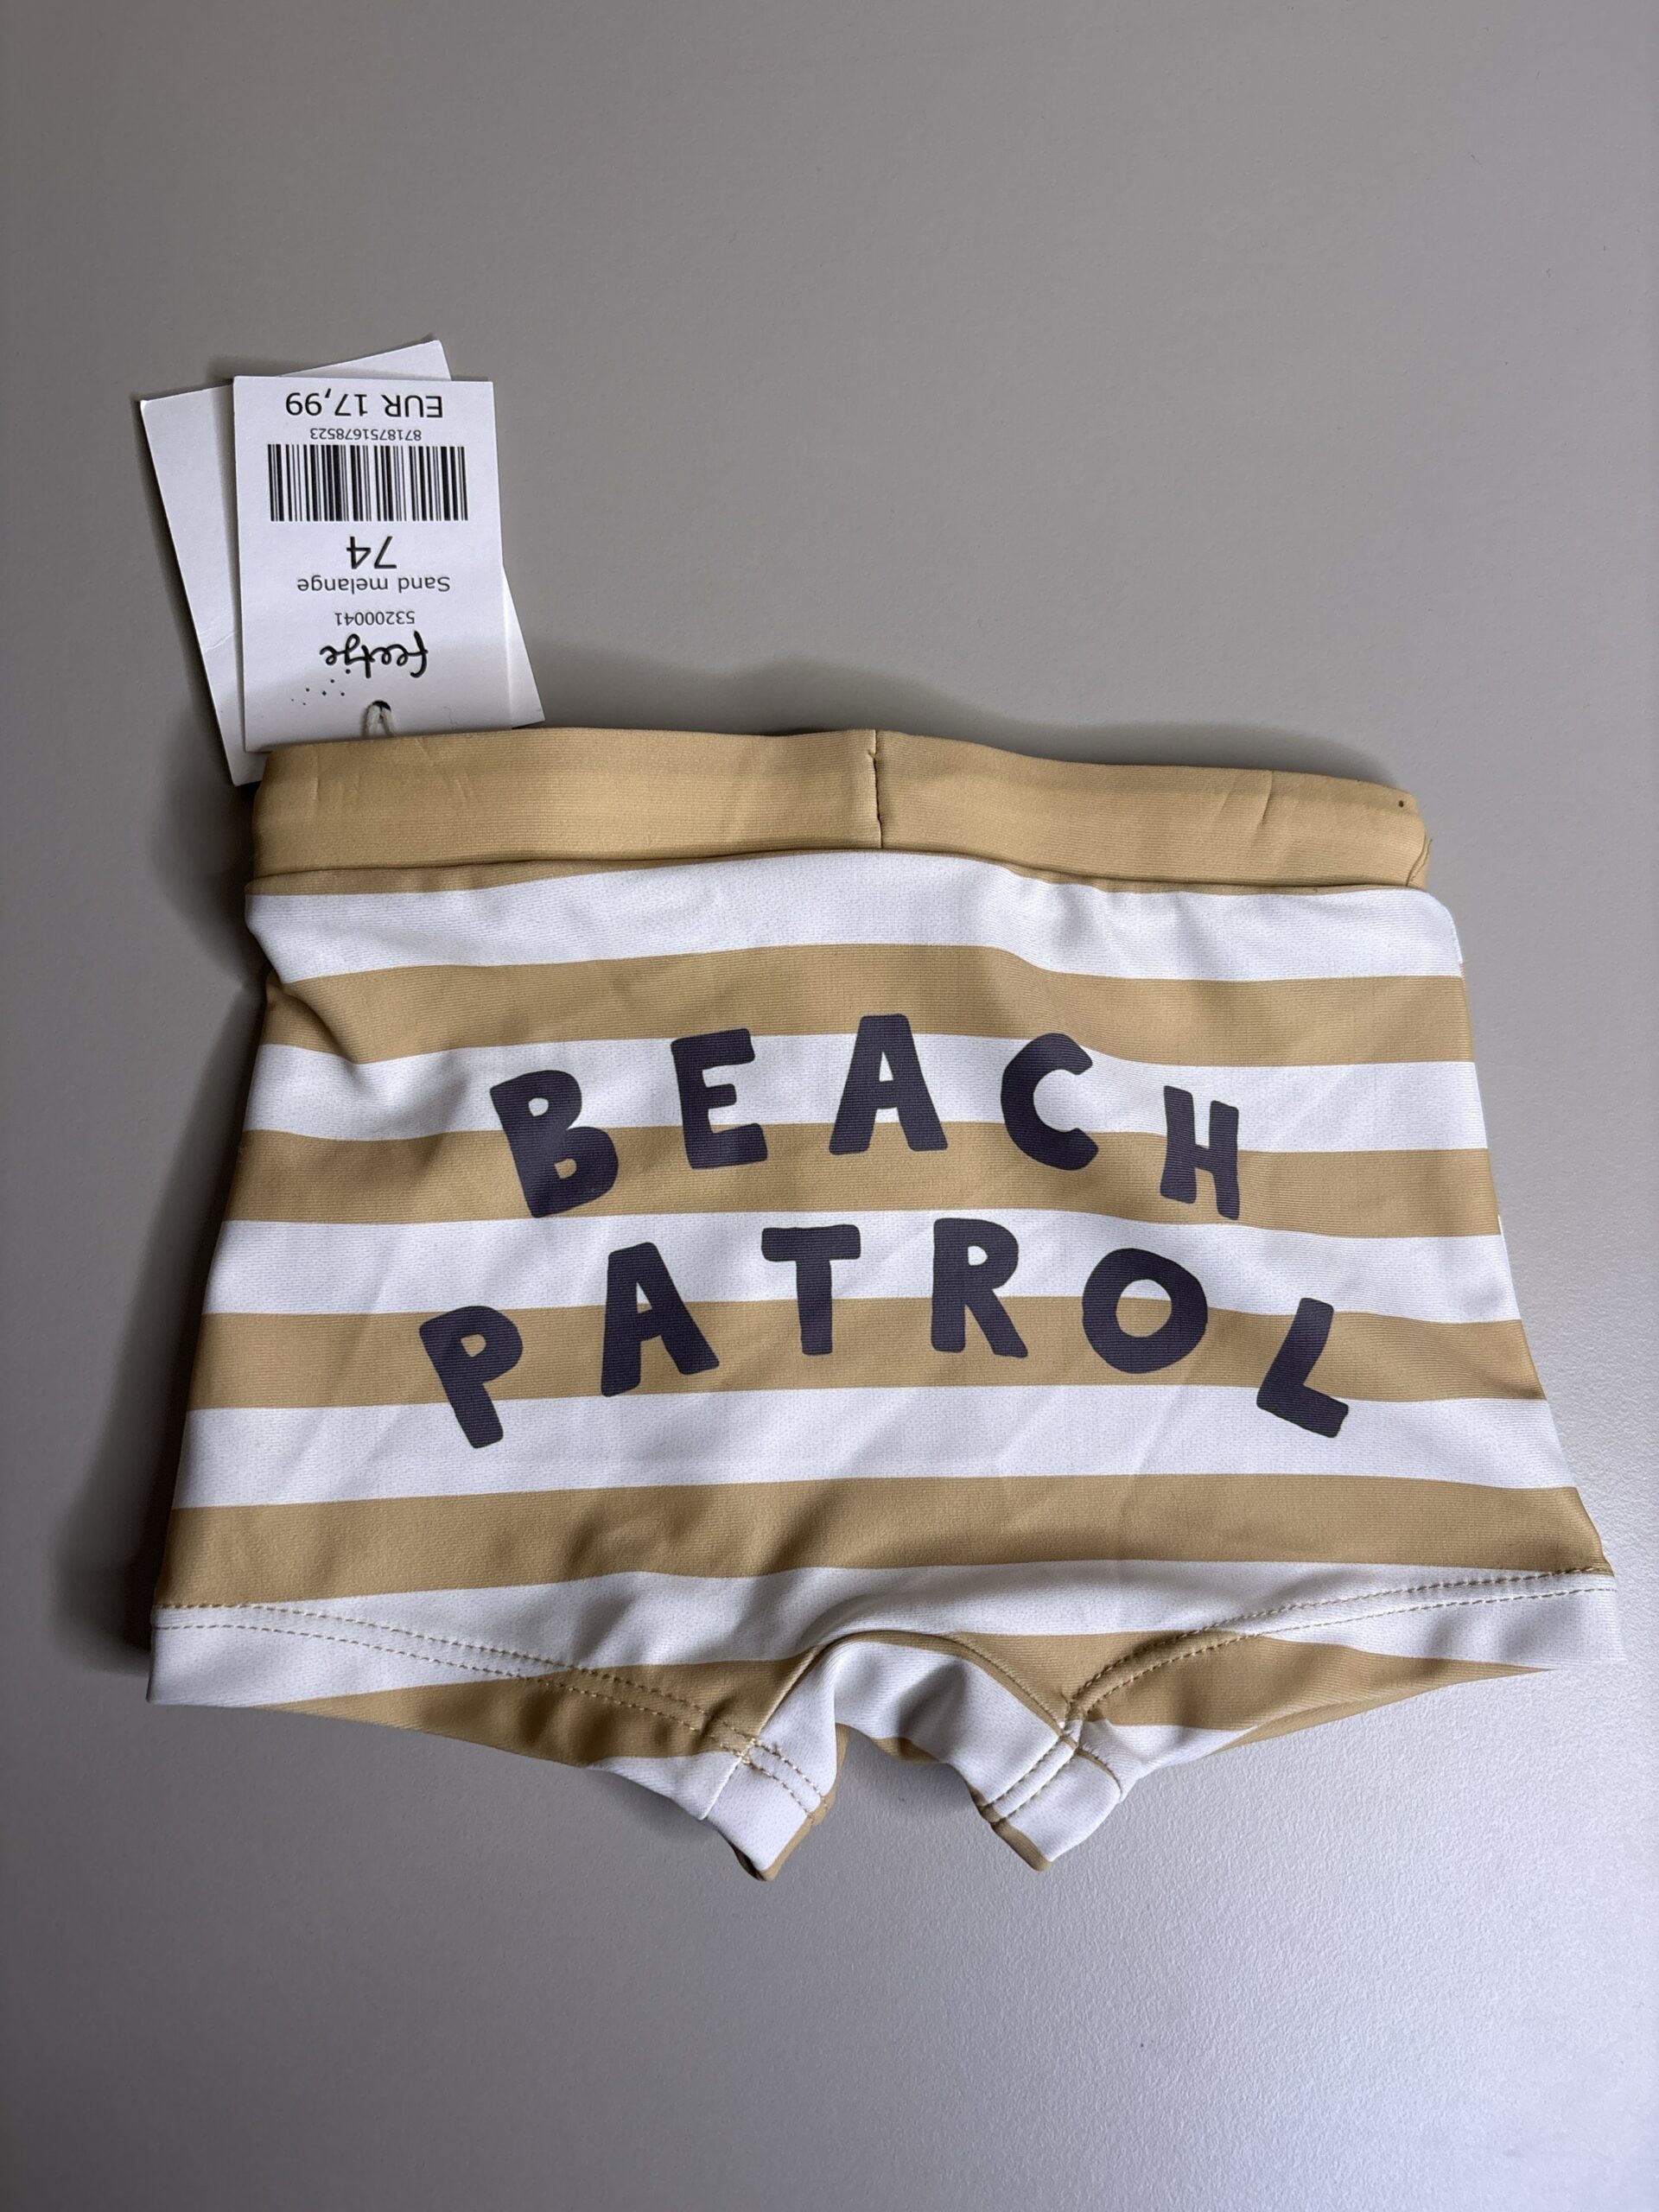 feetje
53200041
Sand melange
74
8718751678523
EUR 17,99
BEACH
PATROL